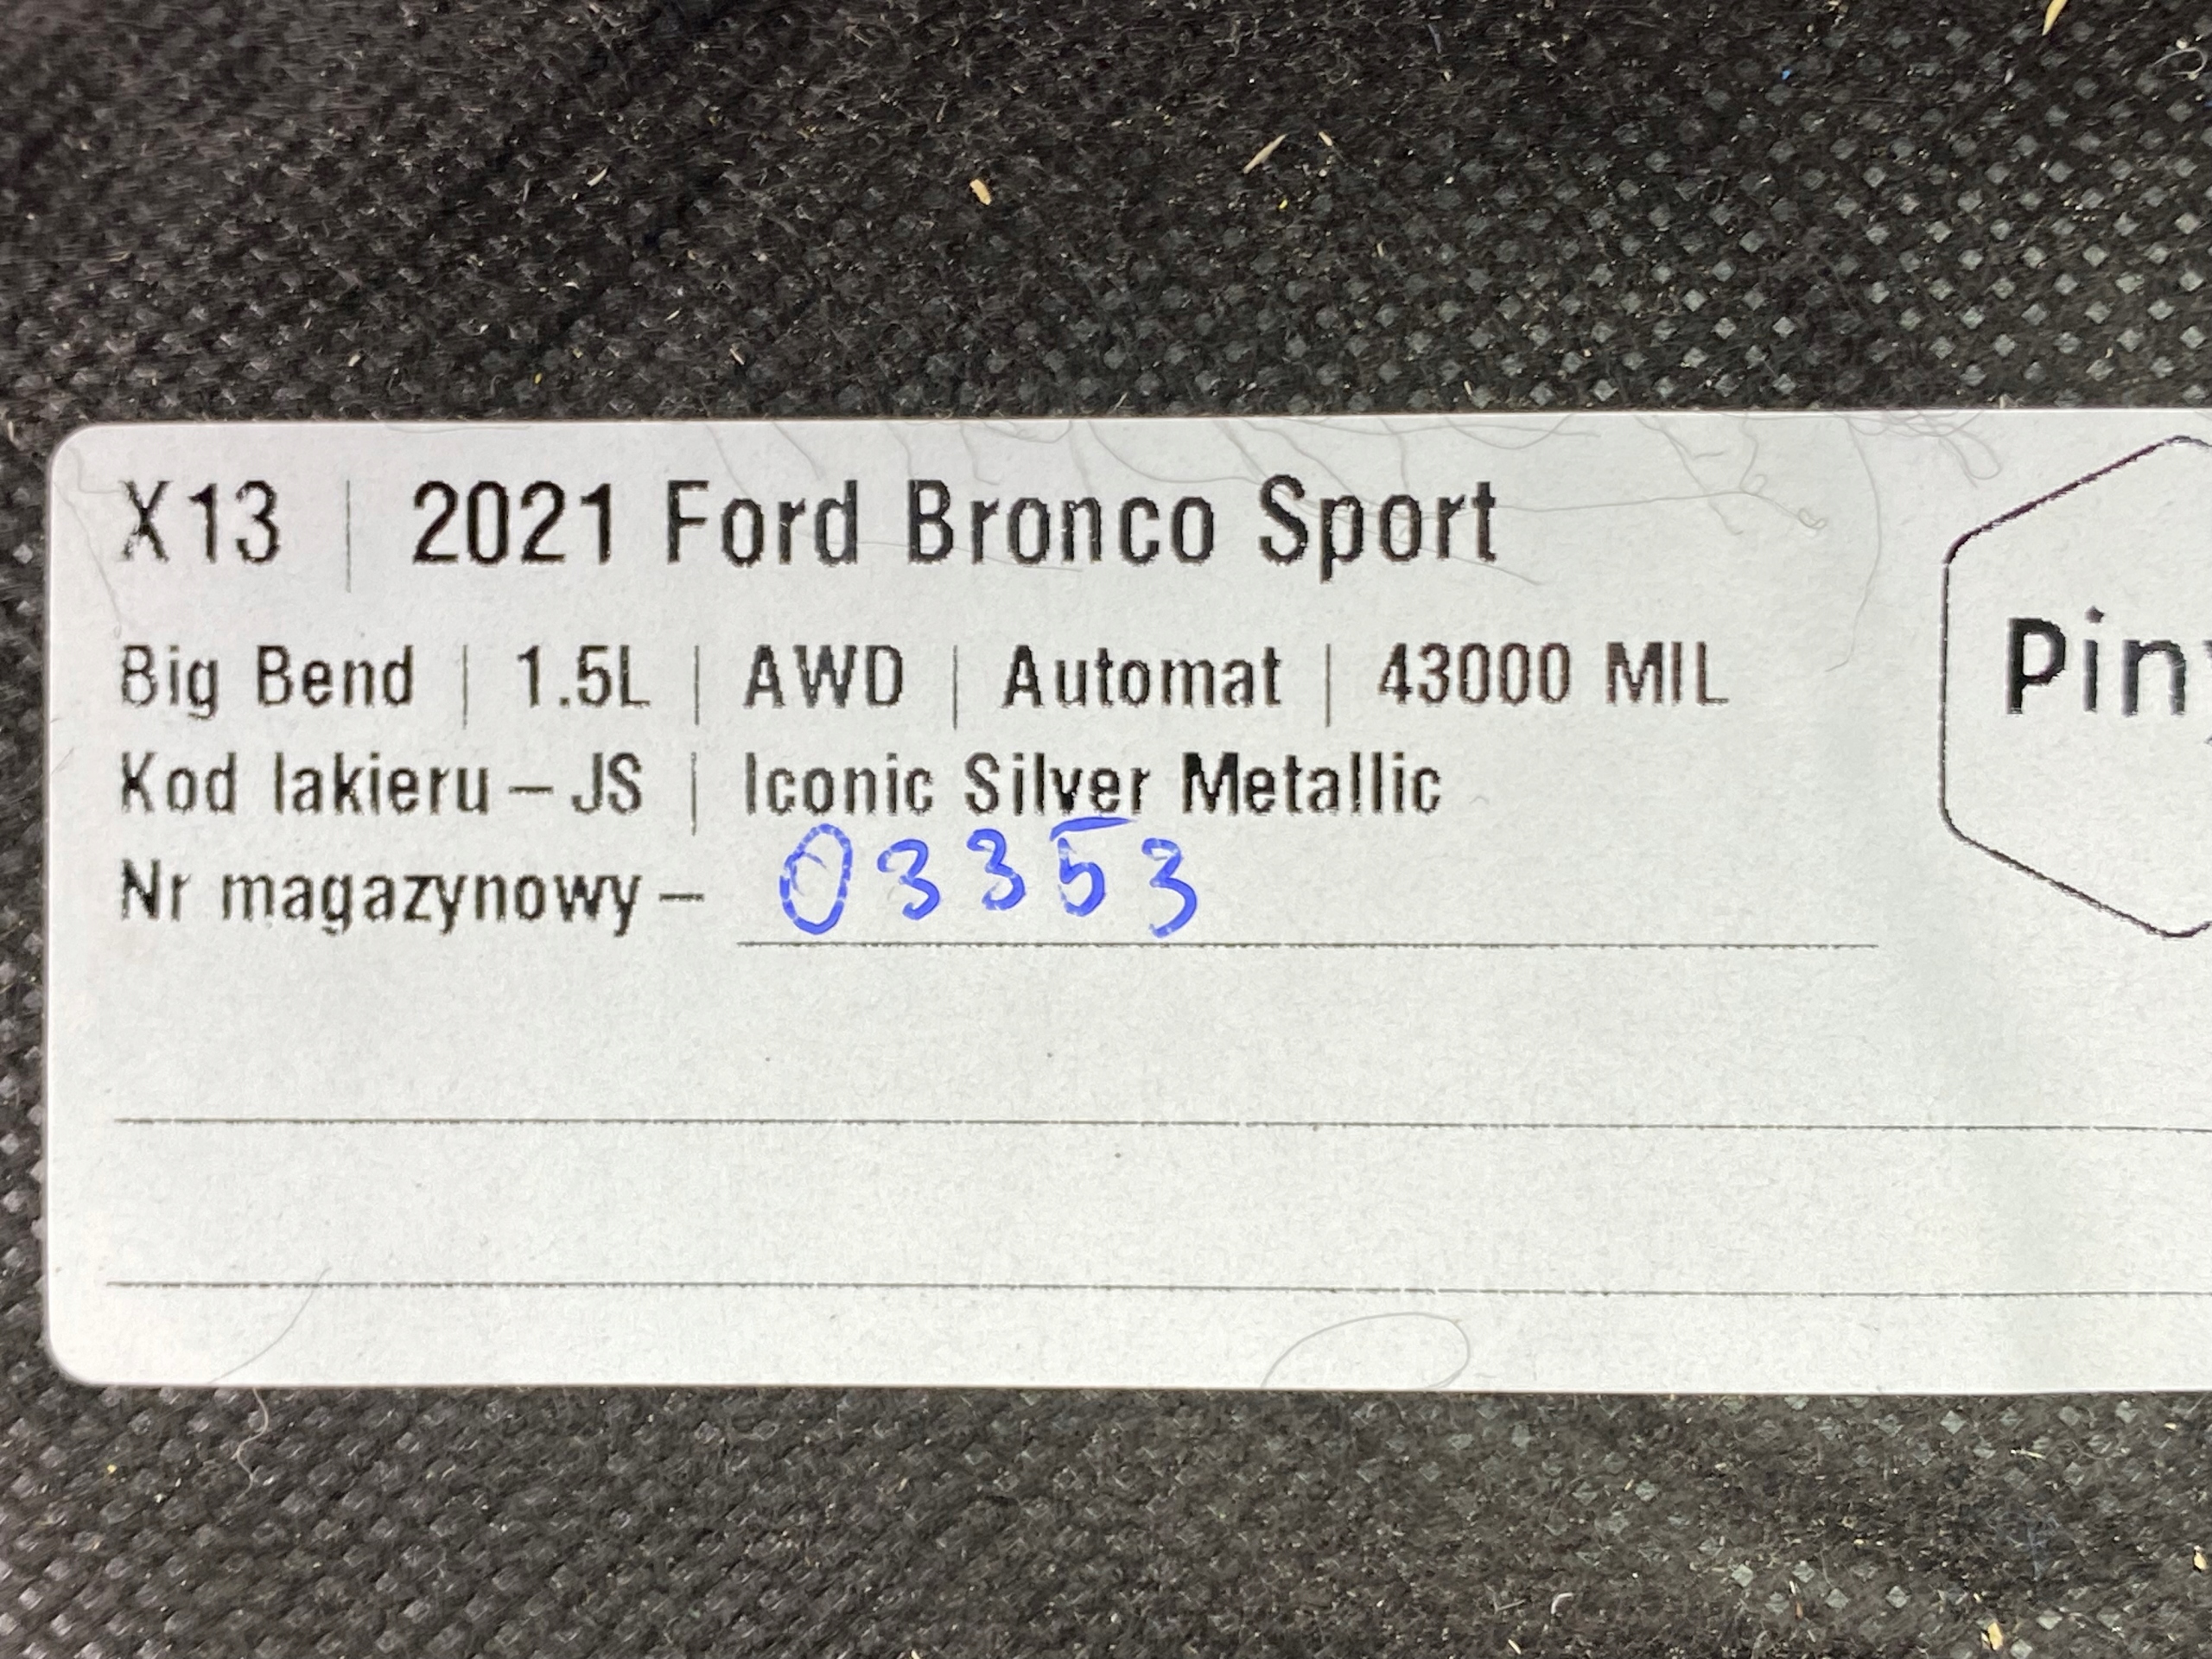 X13 | 2021 Ford Bronco Sport
Big Bend | 1.5L | AWD | Automat | 43000 MIL
Kod lakieru – JS | Iconic Silver Metallic
Nr magazynowy – 03353